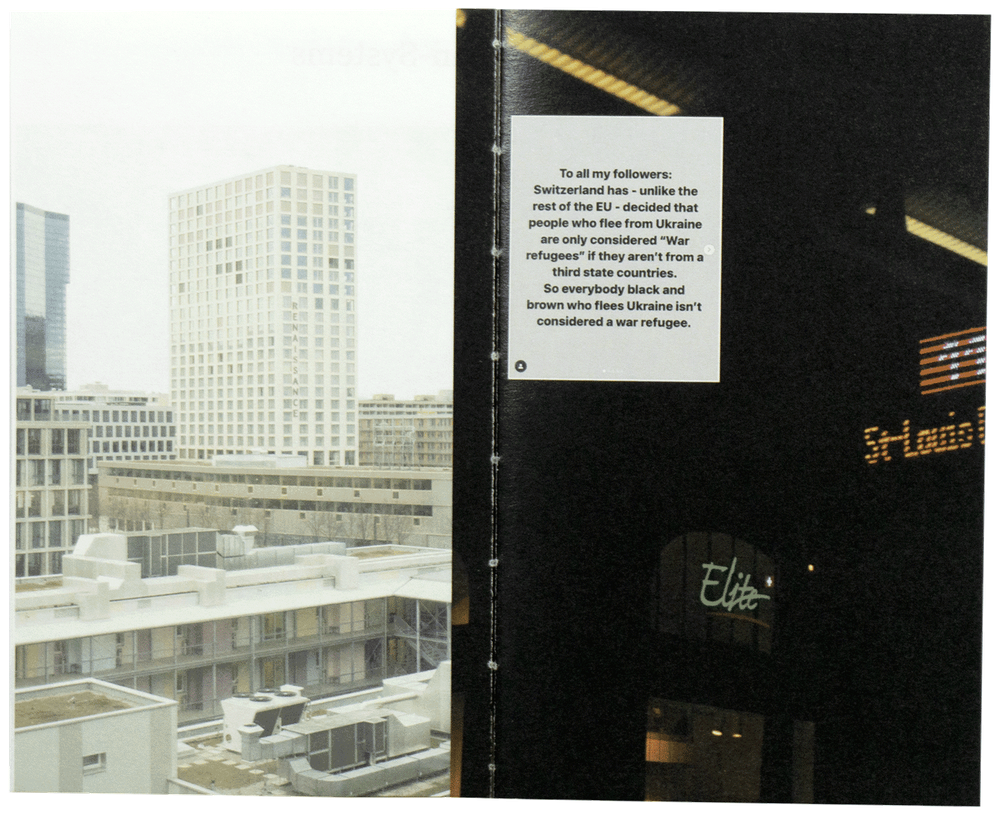 RENAISSANCE
To all my followers:
Switzerland has - unlike the
rest of the EU - decided that
people who flee from Ukraine
are only considered “War
refugees” if they aren’t from a
third state countries.
So everybody black and
brown who flees Ukraine isn’t
considered a war refugee.
St-Louis
Elite